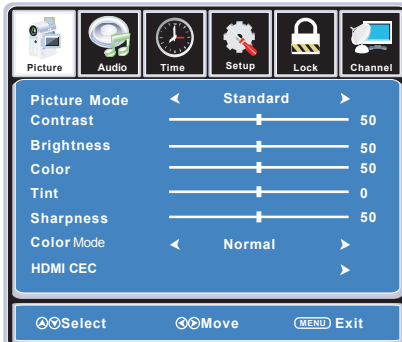 Picture Audio Time Setup Lock Channel
Picture Mode Standard
Contrast 50
Brightness 50
Color 50
Tint 0
Sharpness 50
Color Mode Normal
HDMI CEC
Select Move MENU Exit